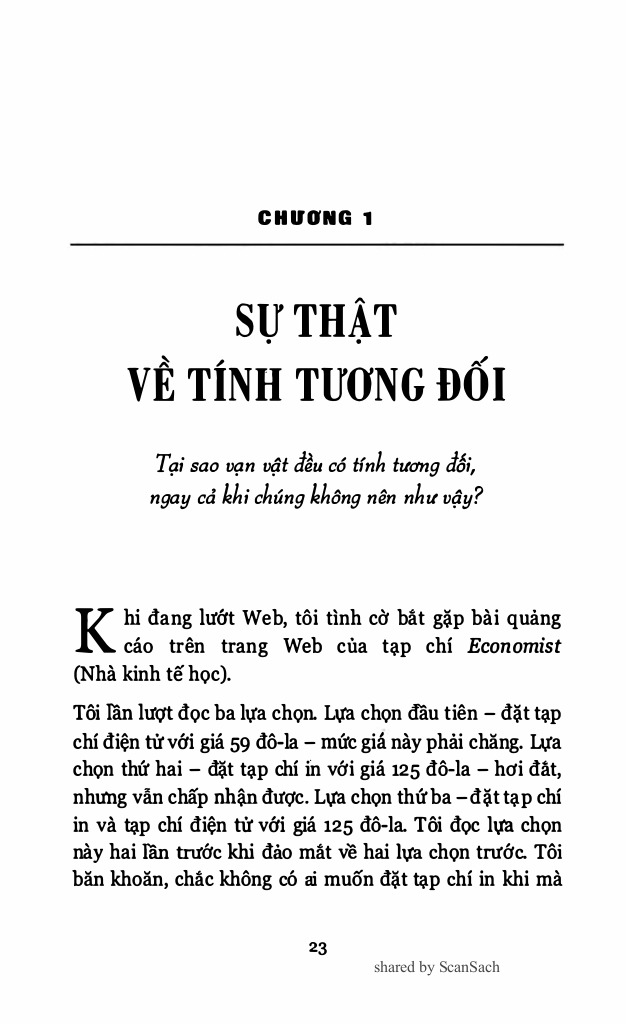 CHƯƠNG 1
SỰ THẬT
VỀ TÍNH TƯƠNG ĐỐI
Tại sao vạn vật đều có tính tương đối,
ngay cả khi chúng không nên như vậy?
Khi đang lướt Web, tôi tình cờ bắt gặp bài quảng
cáo trên trang Web của tạp chí Economist
(Nhà kinh tế học).
Tôi lần lượt đọc ba lựa chọn. Lựa chọn đầu tiên – đặt tạp
chí điện tử với giá 59 đô-la – mức giá này phải chăng. Lựa
chọn thứ hai – đặt tạp chí in với giá 125 đô-la – hơi đắt,
nhưng vẫn chấp nhận được. Lựa chọn thứ ba – đặt tạp chí
in và tạp chí điện tử với giá 125 đô-la. Tôi đọc lựa chọn
này hai lần trước khi đảo mắt về hai lựa chọn trước. Tôi
băn khoăn, chắc không có ai muốn đặt tạp chí in khi mà
23
shared by ScanSach